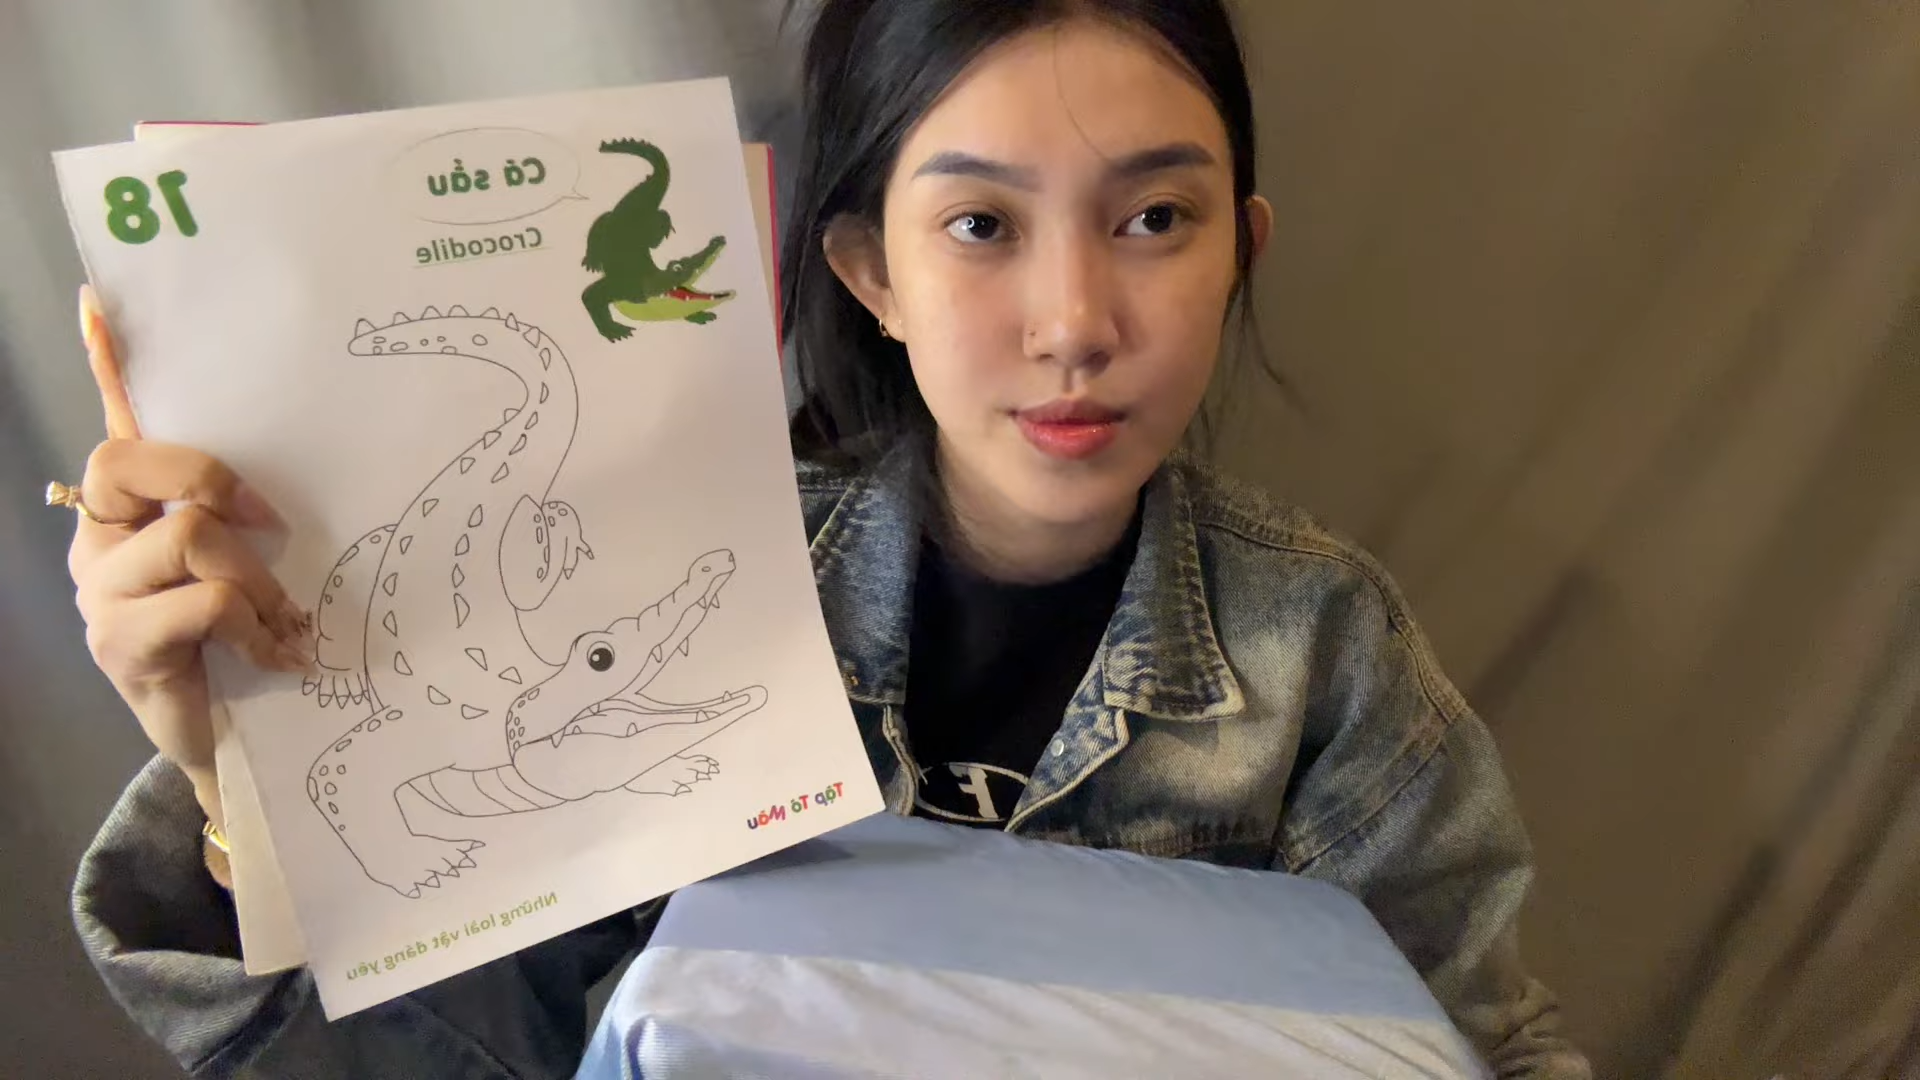 18
Cá sấu
Crocodile
Tập Tô Màu
Những loài vật đáng yêu
F